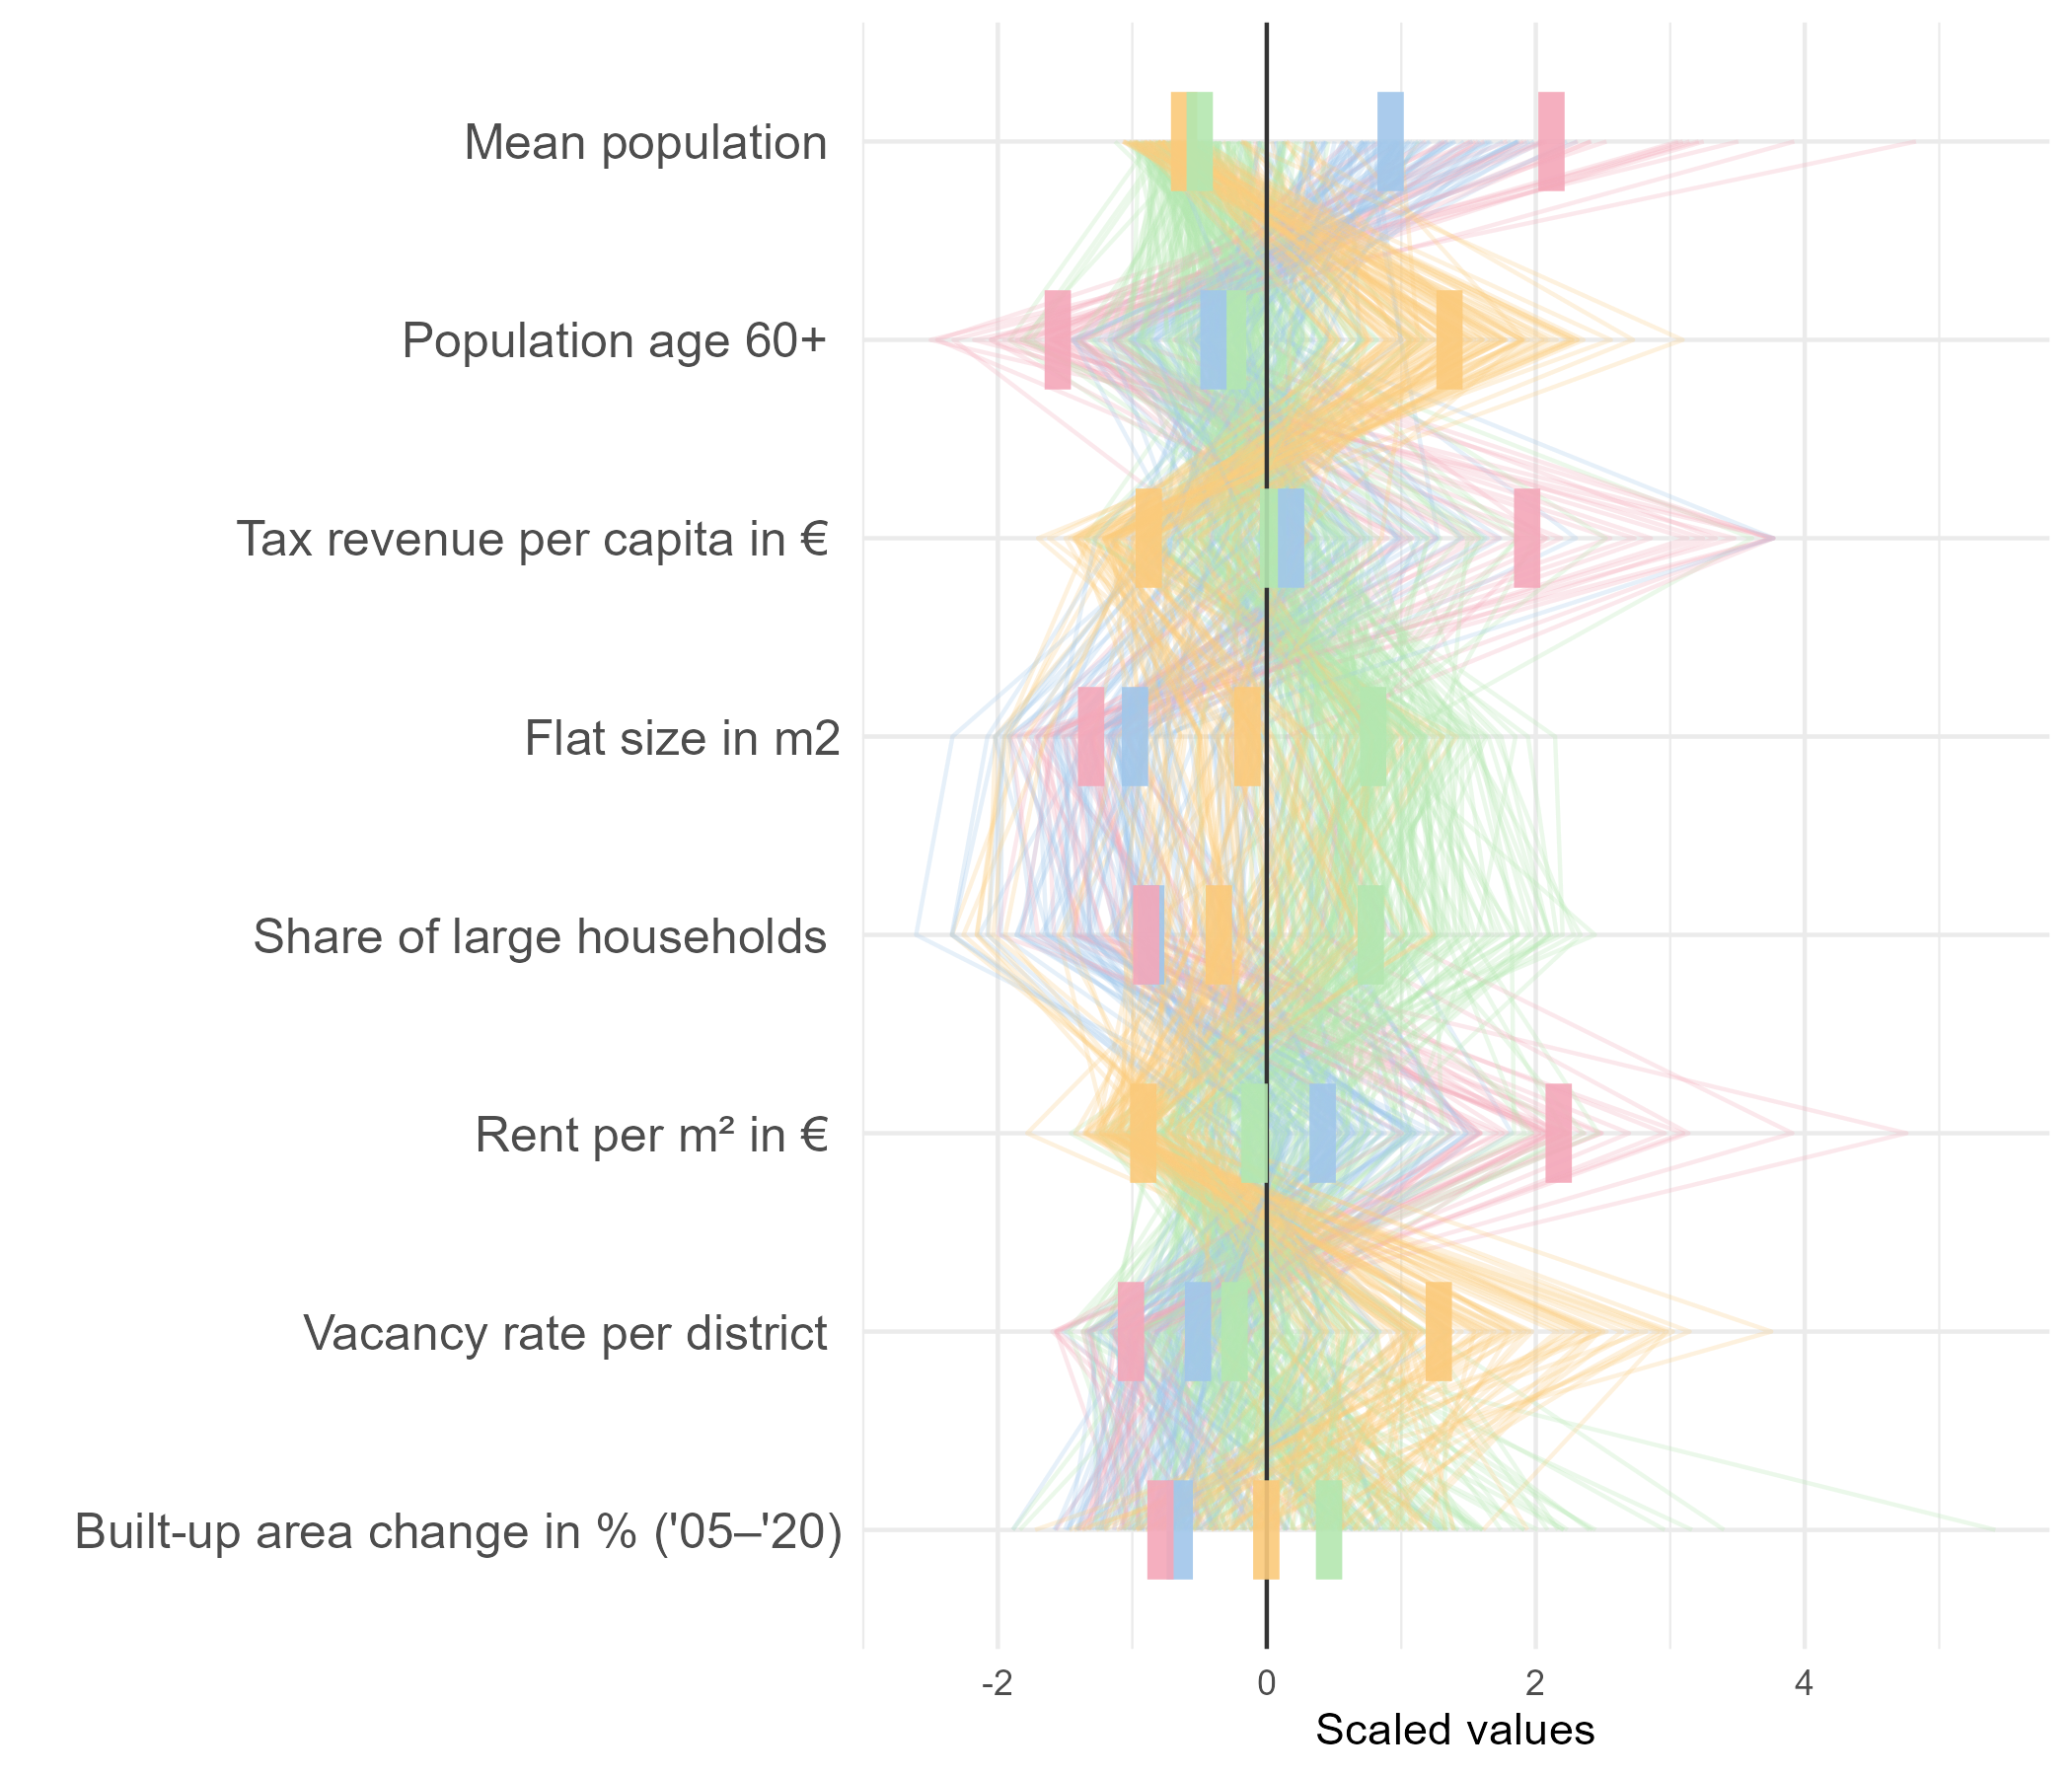 Mean population
Population age 60+
Tax revenue per capita in €
Flat size in m2
Share of large households
Rent per m² in €
Vacancy rate per district
Built-up area change in % ('05–'20)
-2 0 2 4
Scaled values